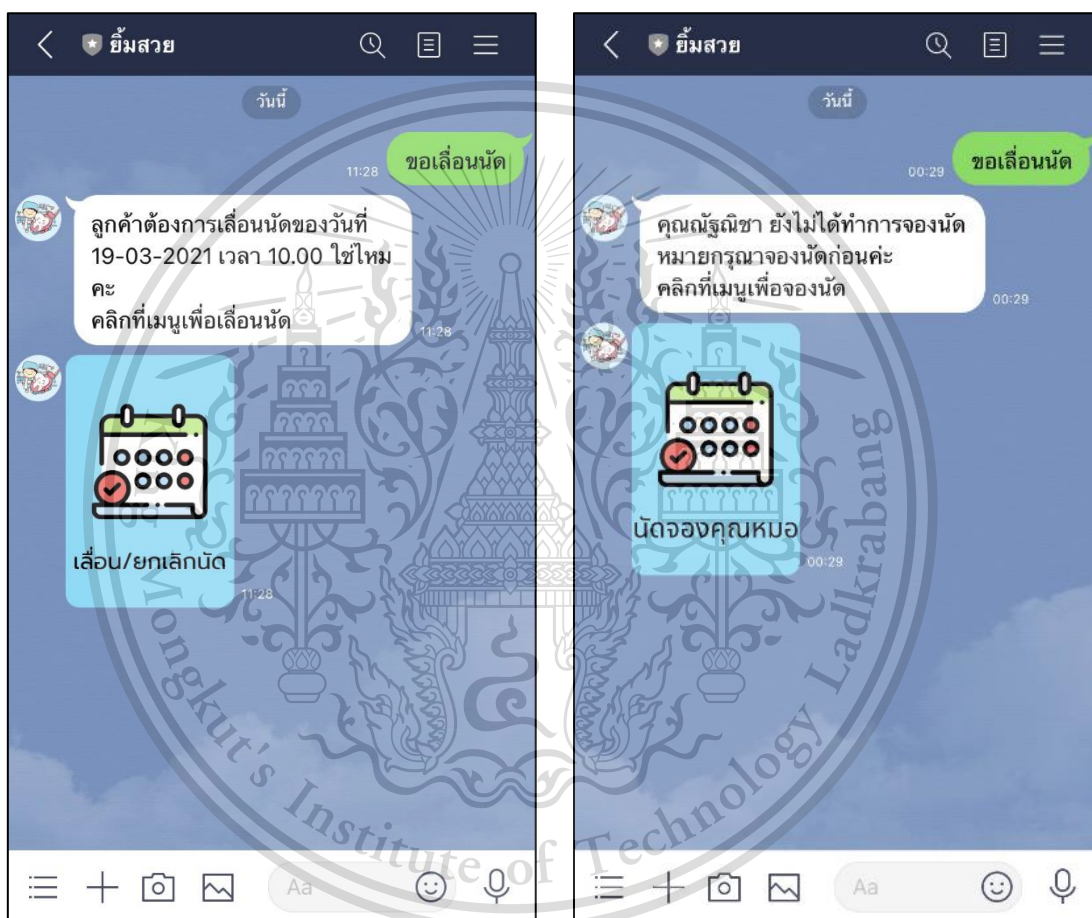 ยิ้มสวย
วันนี้
ขอเลื่อนนัด
11:28
ลูกค้าต้องการเลื่อนนัดของวันที่
19-03-2021 เวลา 10.00 ใช่ไหม
คะ
คลิกที่เมนูเพื่อเลื่อนนัด
11:28
เลื่อน/ยกเลิกนัด
11:28
Aa
ยิ้มสวย
วันนี้
ขอเลื่อนนัด
00:29
คุณณัฐณิชา ยังไม่ได้ทำการจองนัด
หมายกรุณาจองนัดก่อนค่ะ
คลิกที่เมนูเพื่อจองนัด
00:29
นัดจองคุณหมอ
00:29
Aa
King Mongkut's Institute of Technology Ladkrabang